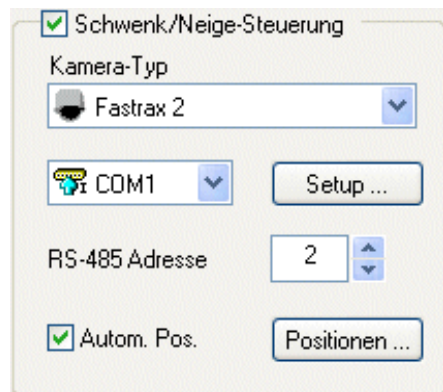 Schwenk/Neige-Steuerung
Kamera-Typ
Fastrax 2
COM1 Setup ...
RS-485 Adresse 2
Autom. Pos. Positionen ...